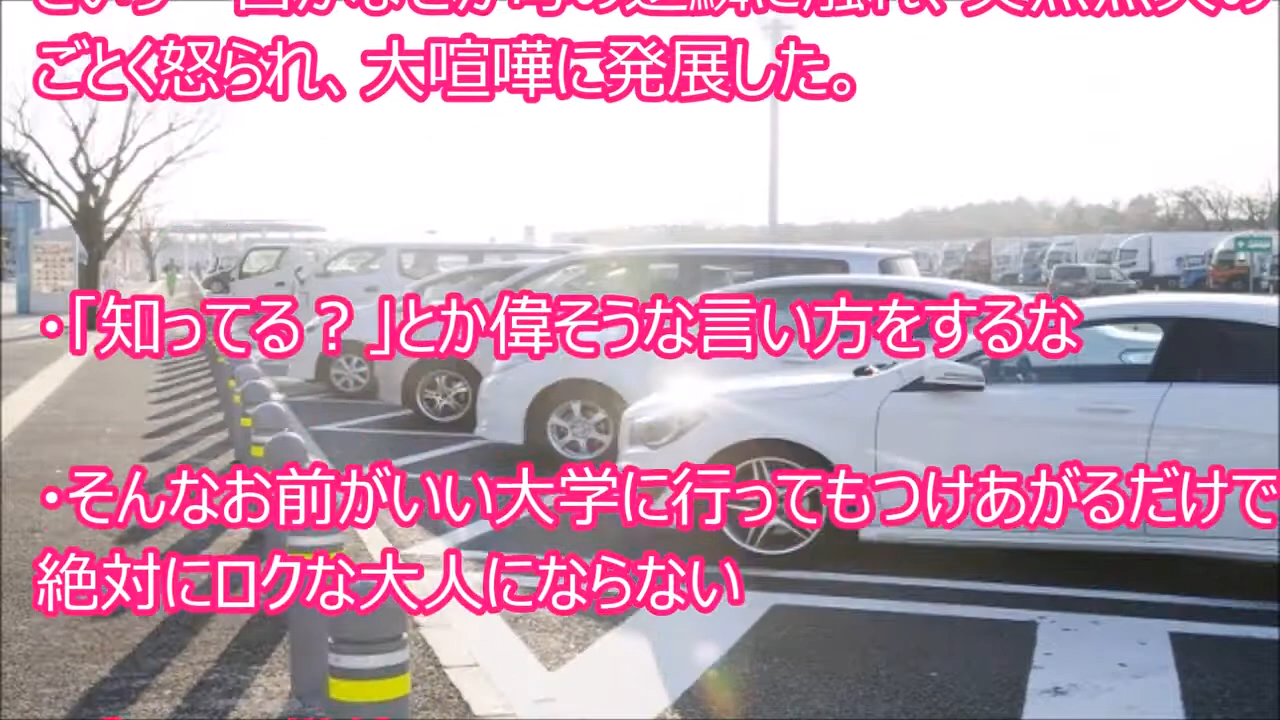 ごとく怒られ、大喧嘩に発展した。
・「知ってる？」とか偉そうな言い方をするな
・そんなお前がいい大学に行ってもつけあがるだけで
絶対にロクな大人にならない